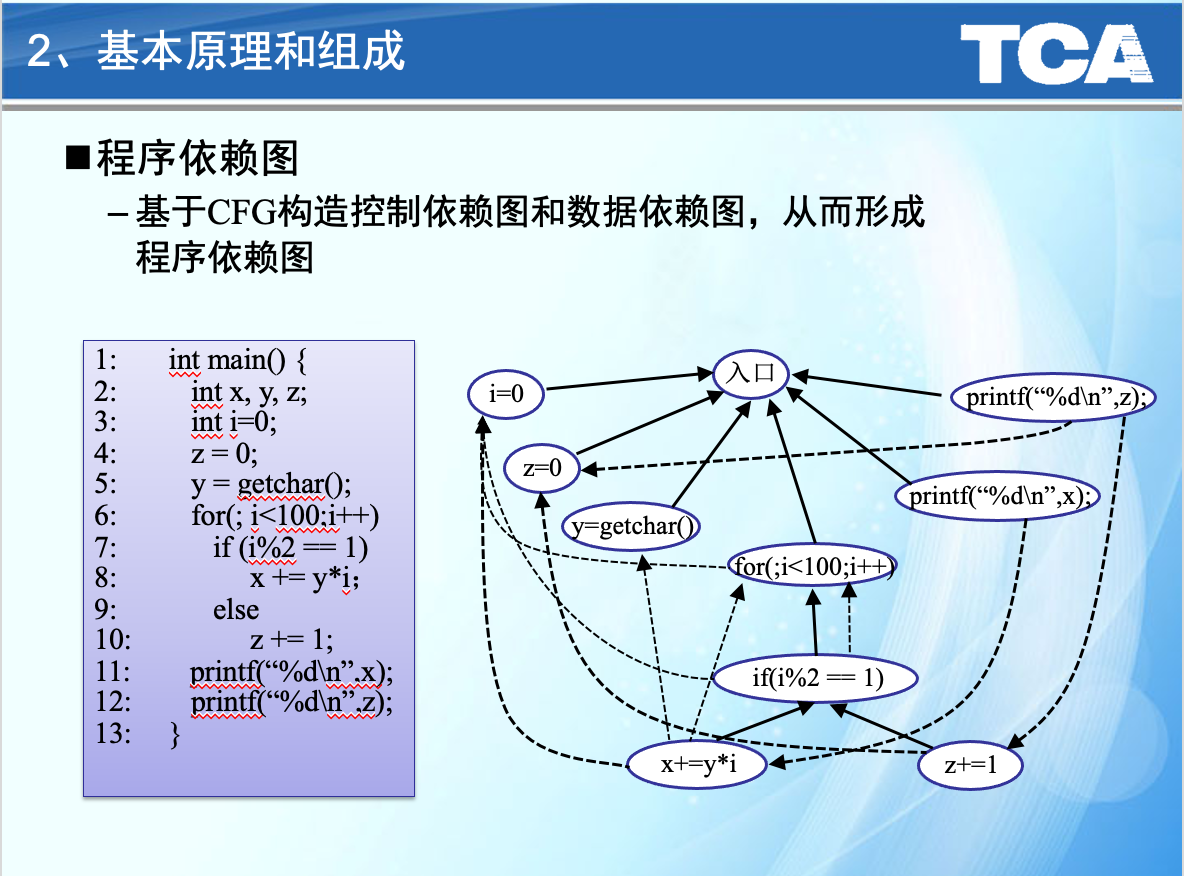 2、基本原理和组成
TCA
■程序依赖图
–基于CFG构造控制依赖图和数据依赖图，从而形成
程序依赖图
1: int main() {
2: int x, y, z;
3: int i=0;
4: z = 0;
5: y = getchar();
6: for(; i<100;i++)
7: if (i%2 == 1)
8: x += y*i；
9: else
10: z += 1;
11: printf(“%d\n”,x);
12: printf(“%d\n”,z);
13: }
入口
i=0
printf(“%d\n”,z);
z=0
printf(“%d\n”,x);
y=getchar()
for(;i<100;i++)
if(i%2 == 1)
x+=y*i
z+=1